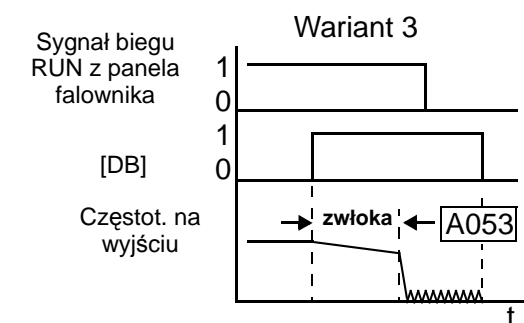 Wariant 3
Sygnał biegu
RUN z panela
falownika
1
0
[DB]
1
0
Częstot. na
wyjściu
zwłoka
A053
t